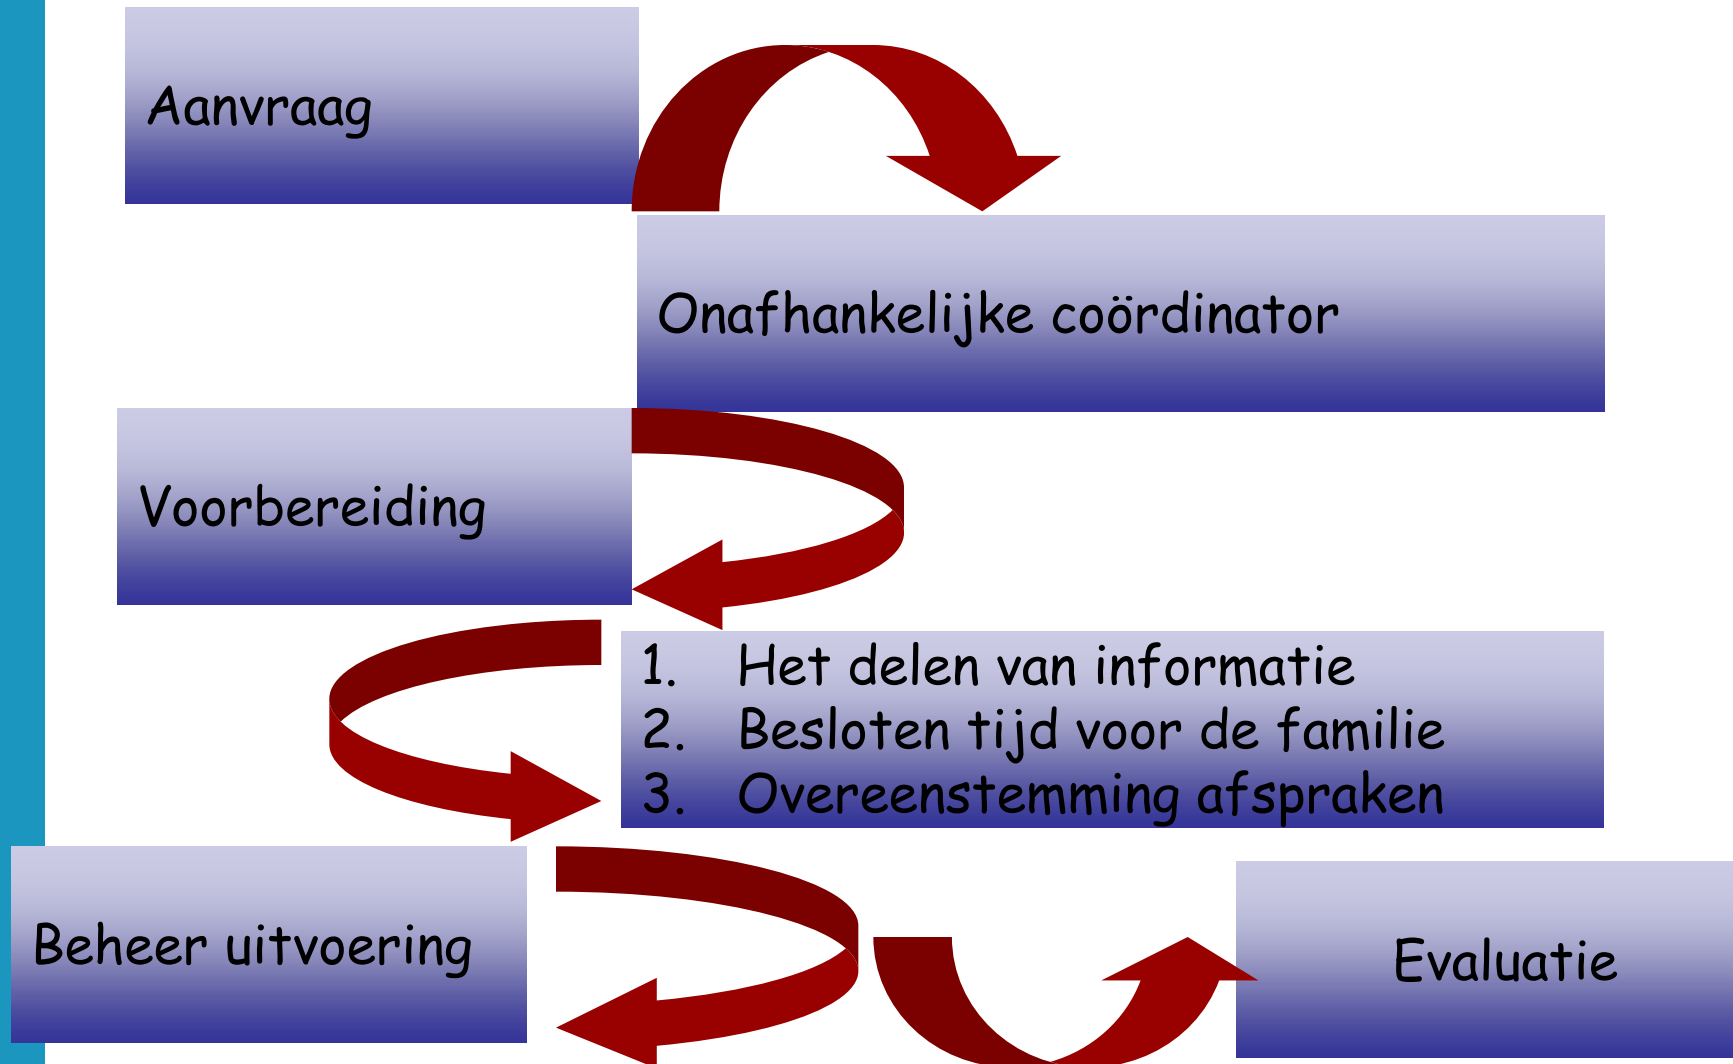 Aanvraag
Onafhankelijke coördinator
Voorbereiding
1. Het delen van informatie
2. Besloten tijd voor de familie
3. Overeenstemming afspraken
Beheer uitvoering
Evaluatie